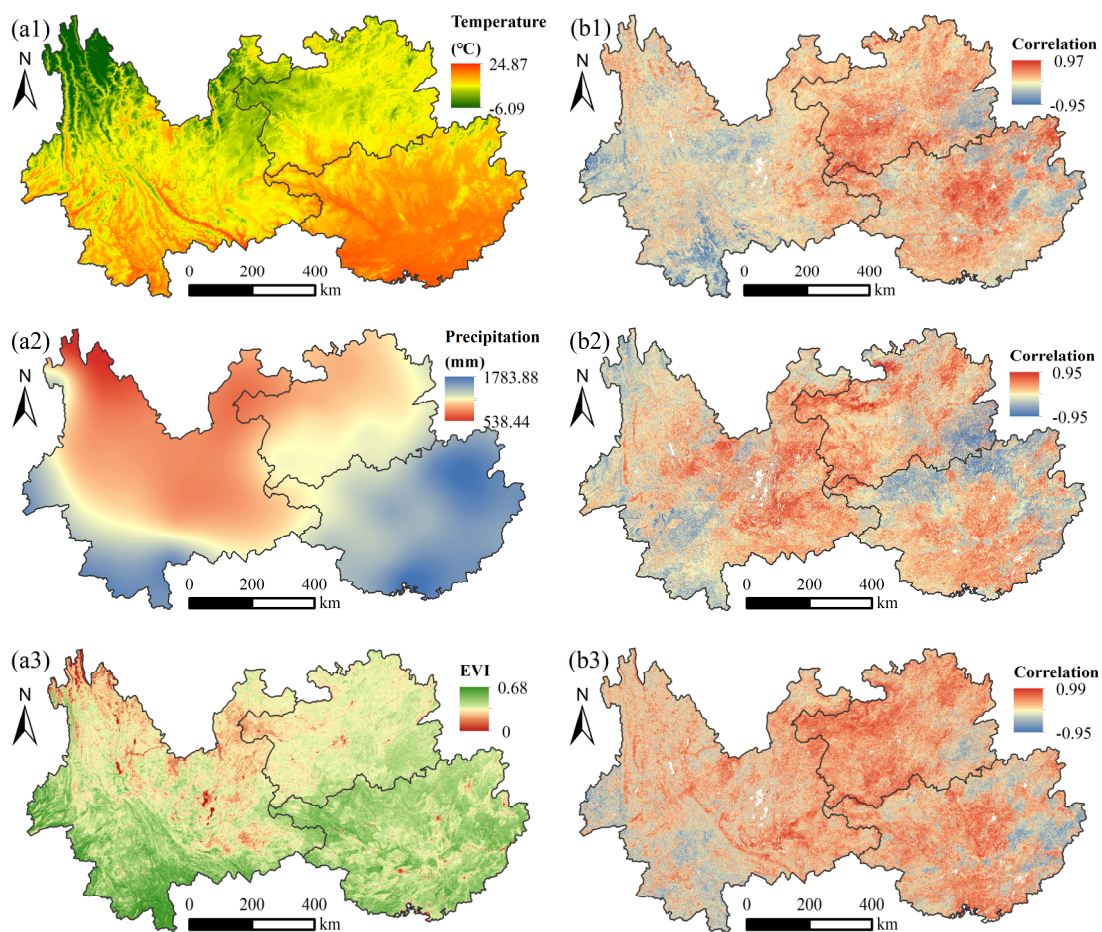 (a1)
Temperature
(℃)
24.87
-6.09
N
0
200
400
km
(b1)
Correlation
0.97
-0.95
N
0
200
400
km
(a2)
Precipitation
(mm)
1783.88
538.44
N
0
200
400
km
(b2)
Correlation
0.95
-0.95
N
0
200
400
km
(a3)
EVI
0.68
0
N
0
200
400
km
(b3)
Correlation
0.99
-0.95
N
0
200
400
km